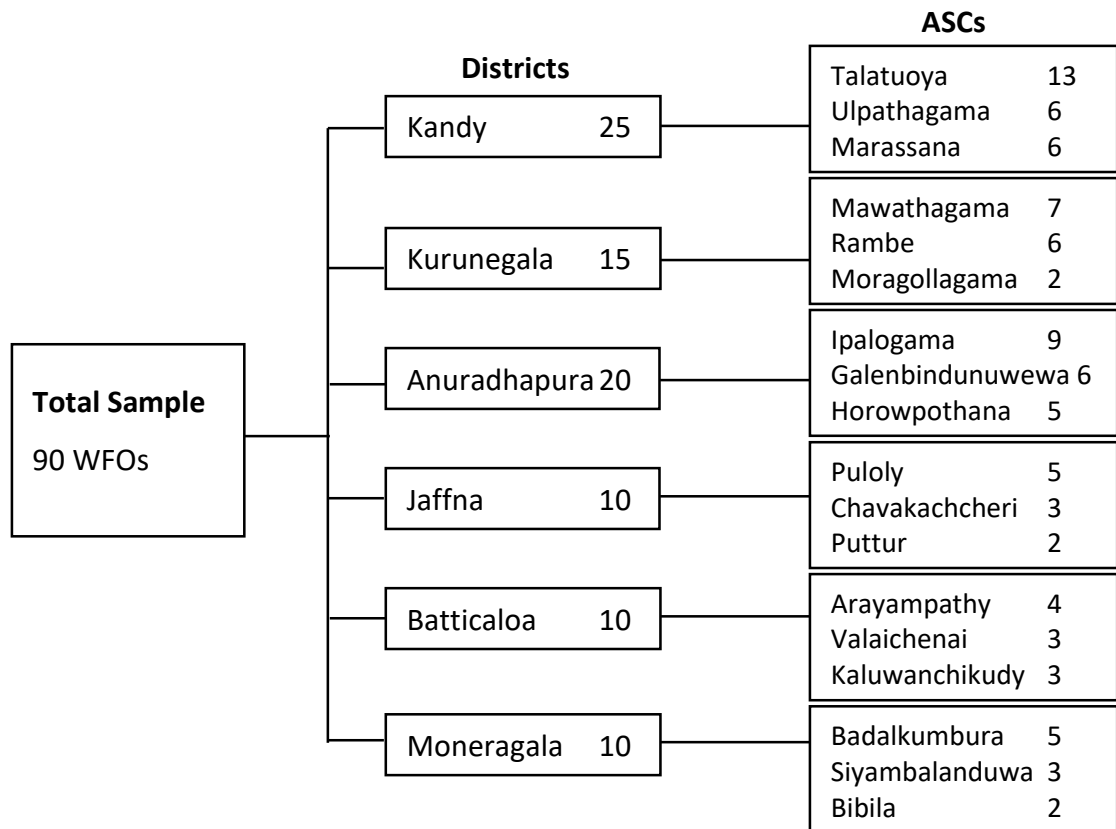 ASCs
Districts
Talatuoya 13
Ulpathagama 6
Marassana 6
Kandy 25
Mawathagama 7
Rambe 6
Moragollagama 2
Kurunegala 15
Ipalogama 9
Galenbindunuwewa 6
Horowpothana 5
Anuradhapura 20
Total Sample
90 WFOs
Puloly 5
Chavakachcheri 3
Puttur 2
Jaffna 10
Arayampathy 4
Valaichenai 3
Kaluwanchikudy 3
Batticaloa 10
Badalkumbura 5
Siyambalanduwa 3
Bibila 2
Moneragala 10